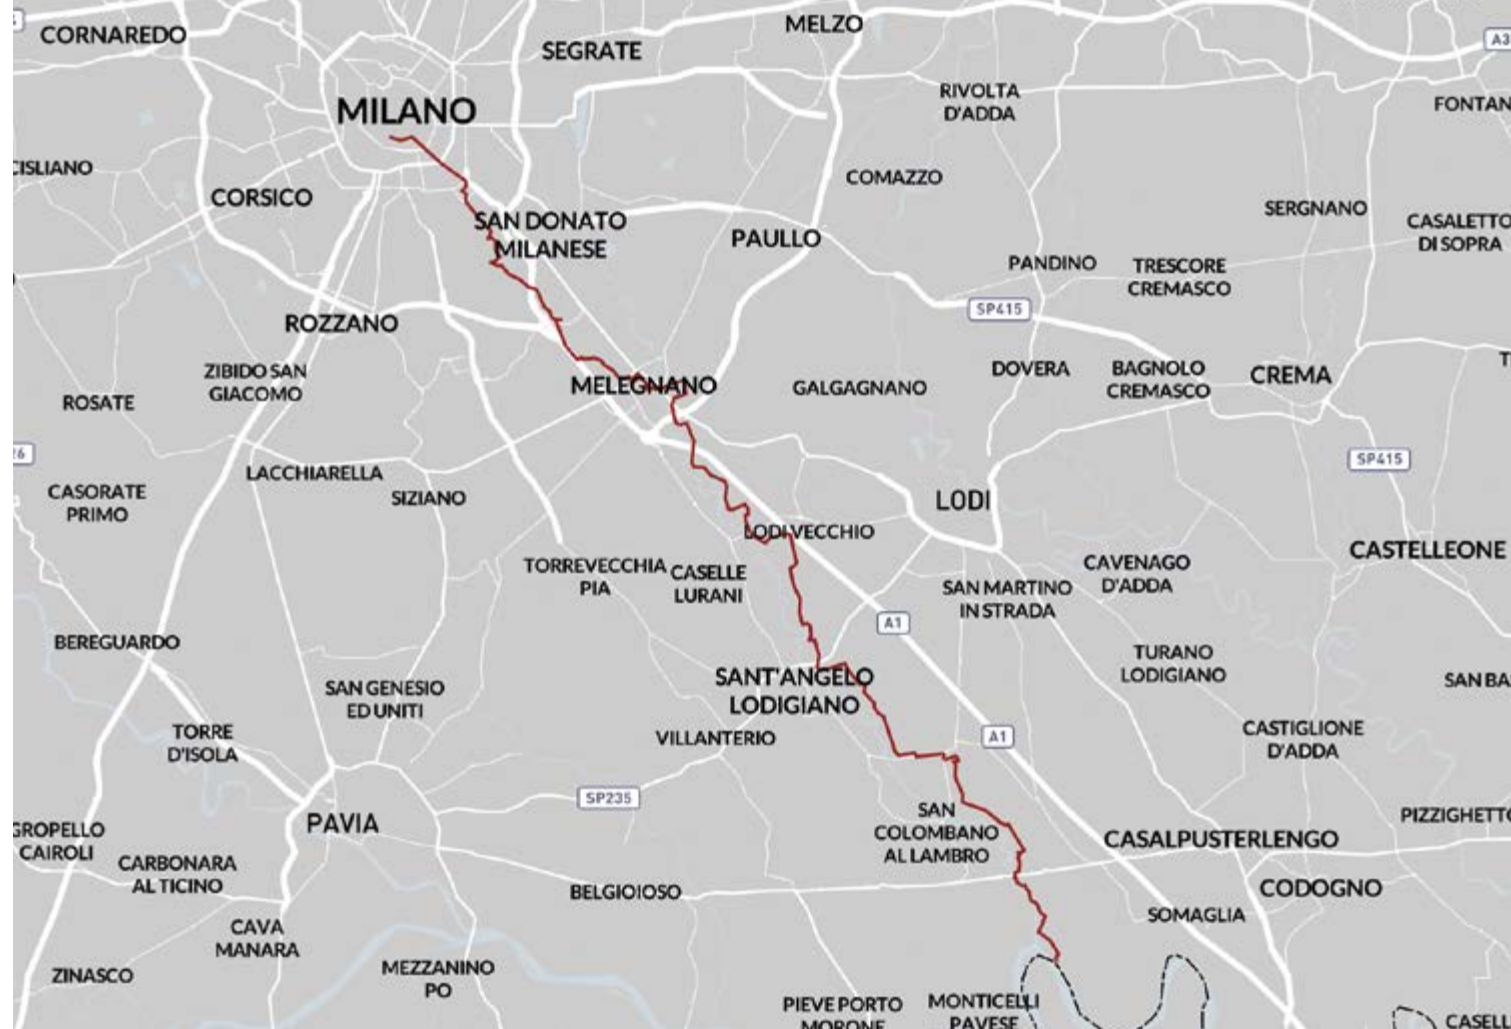 CORNAREDO
SEGRATE
MELZO
MILANO
RIVOLTA
D'ADDA
FONTAN
CISLIANO
CORSICO
COMAZZO
SERGNANO
CASALETTO
DI SOPRA
SAN DONATO
MILANESE
PAULLO
PANDINO
TRESCORE
CREMASCO
SP415
ROZZANO
ZIBIDO SAN
GIACOMO
ROSATE
MELEGNANO
GALGAGNANO
DOVERA
BAGNOLO
CREMASCO
CREMA
SP415
LACCHIARELLA
SIZIANO
CASORATE
PRIMO
LODI
LODI VECCHIO
CASTELLEONE
TORREVECCHIA
PIA
CASELLE
LURANI
SAN MARTINO
IN STRADA
CAVENAGO
D'ADDA
A1
BEREGUARDO
SANT'ANGELO
LODIGIANO
TURANO
LODIGIANO
SAN BA
SAN GENESIO
ED UNITI
TORRE
D'ISOLA
VILLANTERIO
A1
CASTIGLIONE
D'ADDA
SP235
PAVIA
SAN
COLOMBANO
AL LAMBRO
CASALPUSTERLENGO
PIZZIGHETTO
GROPELLO
CAIROLI
CARBONARA
AL TICINO
BELGIOIOSO
CODOGNO
SOMAGLIA
CAVA
MANARA
ZINASCO
MEZZANINO
PO
PIEVE PORTO
MORONE
MONTICELLI
PAVESE
CASELL